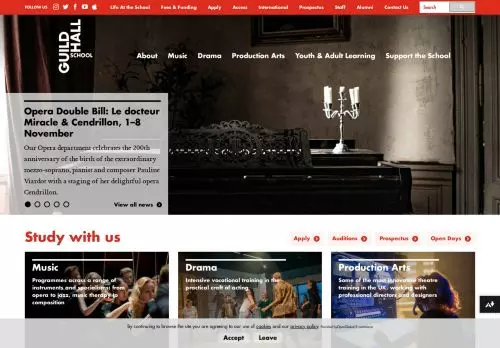 FOLLOW US Life At the School Fees & Funding Apply Access International Prospectus Staff Alumni Contact Us Search
GUILD
HALL
SCHOOL
About Music Drama Production Arts Youth & Adult Learning Support the School
Opera Double Bill: Le docteur
Miracle & Cendrillon, 1–8
November
Our Opera department celebrates the 200th
anniversary of the birth of the extraordinary
mezzo-soprano, pianist and composer Pauline
Viardot with a staging of her delightful opera
Cendrillon.
View all news
Study with us
Apply Auditions Prospectus Open Days
Music
Programmes across a range of
instruments and specialisms: from
opera to jazz, music therapy to
composition
Drama
Intensive vocational training in the
practical craft of acting
Production Arts
Some of the most innovative theatre
training in the UK, working with
professional directors and designers
By continuing to browse the site you are agreeing to our use of cookies and our privacy policy.
Accept Leave